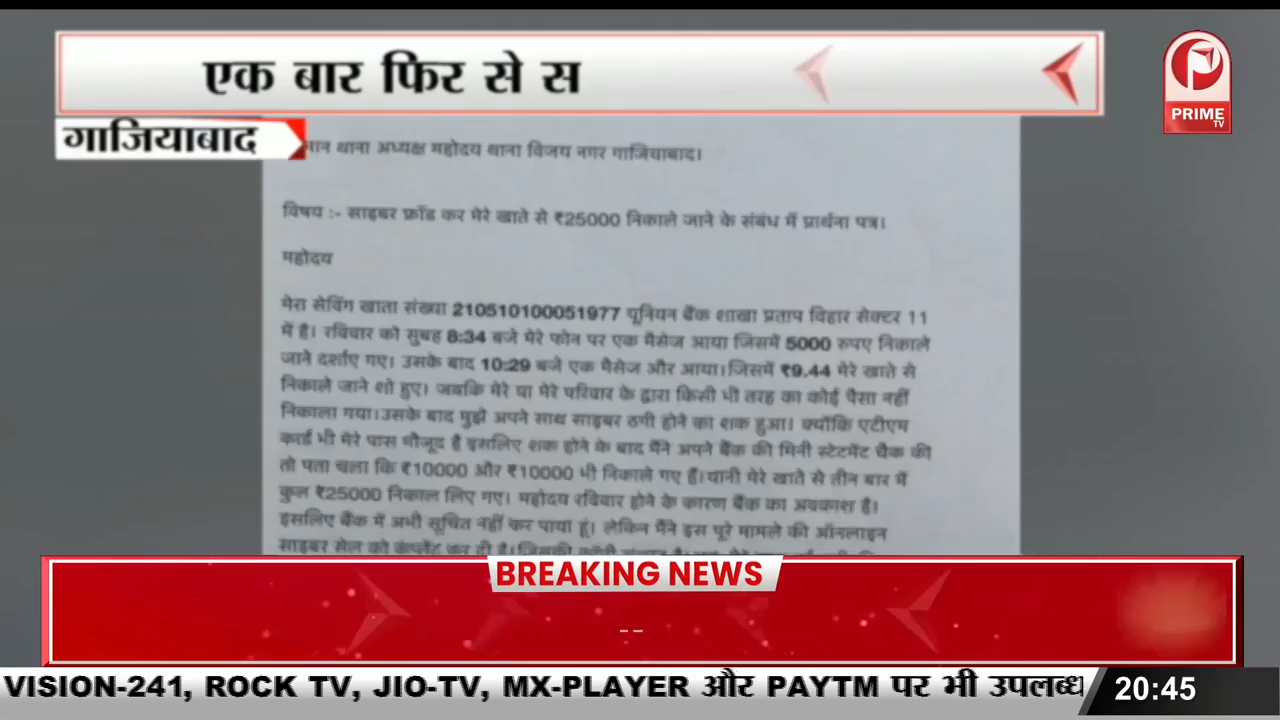 एक बार फिर से स
PRIME
TV
गाजियाबाद
मान थाना अध्यक्ष महोदय थाना विजय नगर गाजियाबाद।
विषय :- साइबर फ्रॉड कर मेरे खाते से ₹25000 निकाले जाने के संबंध में प्रार्थना पत्र।
महोदय
मेरा सेविंग खाता संख्या 210510100051977 यूनियन बैंक शाखा प्रताप विहार सेक्टर 11
में है। रविवार को सुबह 8:34 बजे मेरे फोन पर एक मैसेज आया जिसमें 5000 रुपए निकाले
जाने दर्शाए गए। उसके बाद 10:29 बजे एक मैसेज और आया।जिसमें ₹9.44 मेरे खाते से
निकाले जाने शो हुए। जबकि मेरे या मेरे परिवार के द्वारा किसी भी तरह का कोई पैसा नहीं
निकाला गया।उसके बाद मुझे अपने साथ साइबर ठगी होने का शक हुआ। क्योंकि एटीएम
कार्ड भी मेरे पास मौजूद है इसलिए शक होने के बाद मैंने अपने बैंक की मिनी स्टेटमेंट चैक की
तो पता चला कि ₹10000 और ₹10000 भी निकाले गए हैं।यानी मेरे खाते से तीन बार में
कुल ₹25000 निकाल लिए गए। महोदय रविवार होने के कारण बैंक का अवकाश है।
इसलिए बैंक में अभी सूचित नहीं कर पाया हूं। लेकिन मैंने इस पूरे मामले की ऑनलाइन
साइबर सेल को कंप्लेंट कर दी है।जिसकी
BREAKING NEWS
--
VISION-241, ROCK TV, JIO-TV, MX-PLAYER और PAYTM पर भी उपलब्ध
20:45